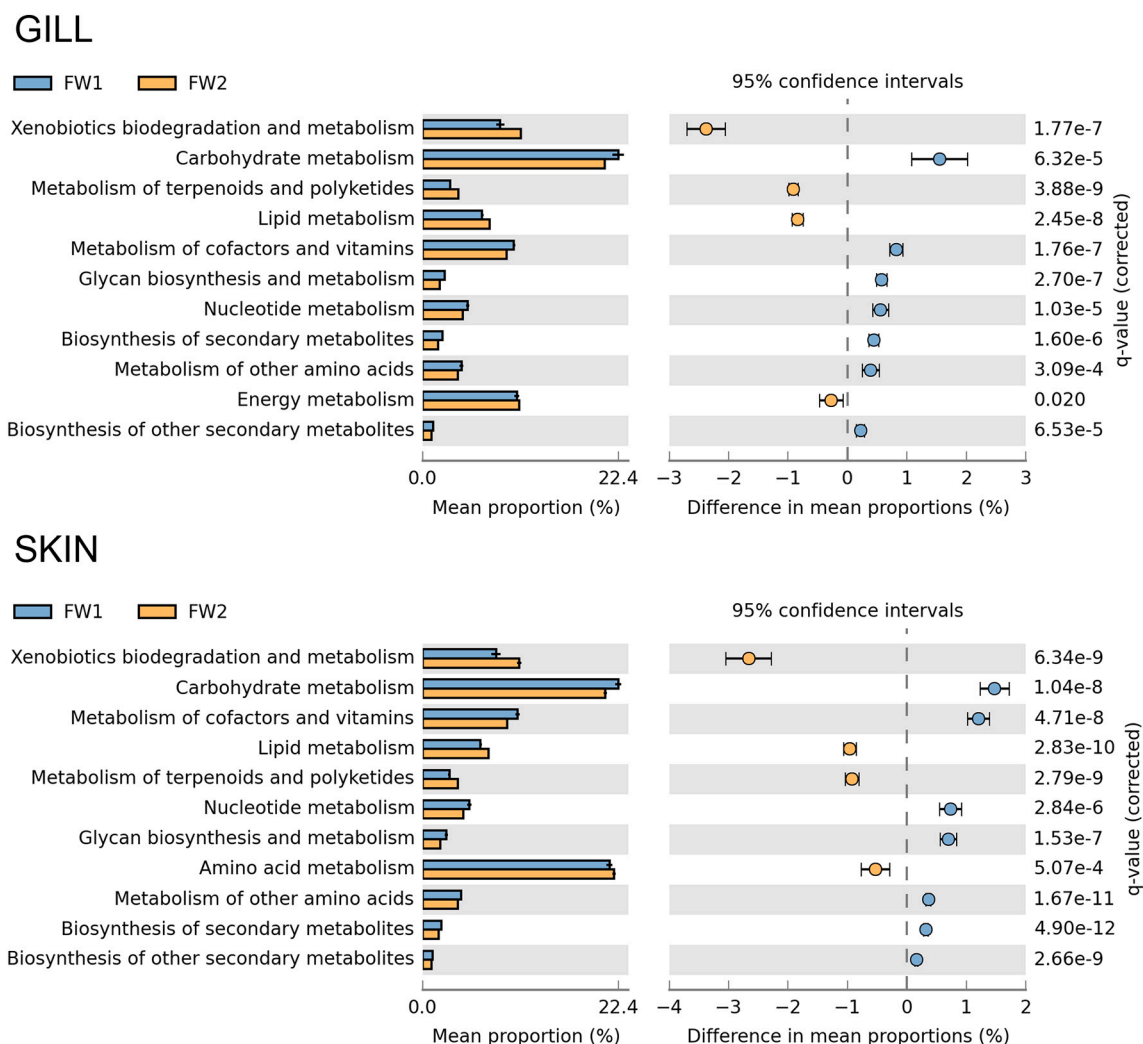 GILL
FW1 FW2
95% confidence intervals
Xenobiotics biodegradation and metabolism 1.77e-7
Carbohydrate metabolism 6.32e-5
Metabolism of terpenoids and polyketides 3.88e-9
Lipid metabolism 2.45e-8
Metabolism of cofactors and vitamins 1.76e-7
Glycan biosynthesis and metabolism 2.70e-7
Nucleotide metabolism 1.03e-5
Biosynthesis of secondary metabolites 1.60e-6
Metabolism of other amino acids 3.09e-4
Energy metabolism 0.020
Biosynthesis of other secondary metabolites 6.53e-5
q-value (corrected)
0.0 22.4 −3 −2 −1 0 1 2 3
Mean proportion (%) Difference in mean proportions (%)
SKIN
FW1 FW2
95% confidence intervals
Xenobiotics biodegradation and metabolism 6.34e-9
Carbohydrate metabolism 1.04e-8
Metabolism of cofactors and vitamins 4.71e-8
Lipid metabolism 2.83e-10
Metabolism of terpenoids and polyketides 2.79e-9
Nucleotide metabolism 2.84e-6
Glycan biosynthesis and metabolism 1.53e-7
Amino acid metabolism 5.07e-4
Metabolism of other amino acids 1.67e-11
Biosynthesis of secondary metabolites 4.90e-12
Biosynthesis of other secondary metabolites 2.66e-9
q-value (corrected)
0.0 22.4 −4 −3 −2 −1 0 1 2
Mean proportion (%) Difference in mean proportions (%)